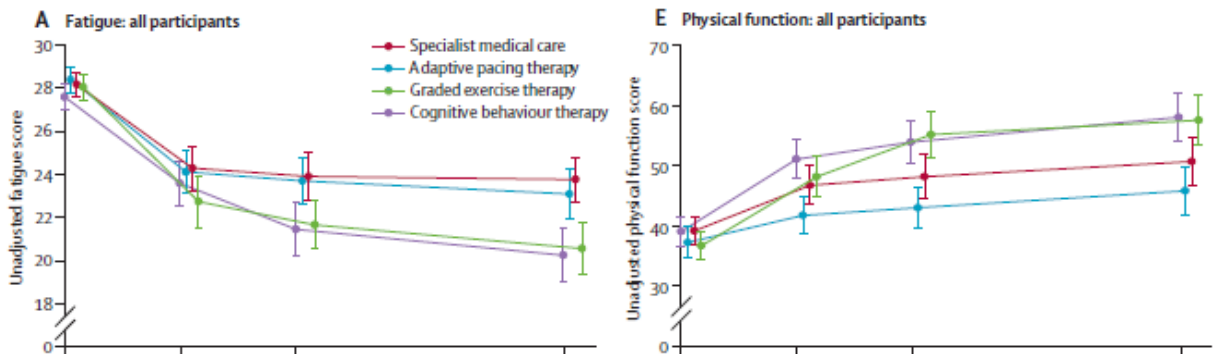 A Fatigue: all participants
Specialist medical care
Adaptive pacing therapy
Graded exercise therapy
Cognitive behaviour therapy
Unadjusted fatigue score
30
28
26
24
22
20
18
0
E Physical function: all participants
Unadjusted physical function score
70
60
50
40
30
0